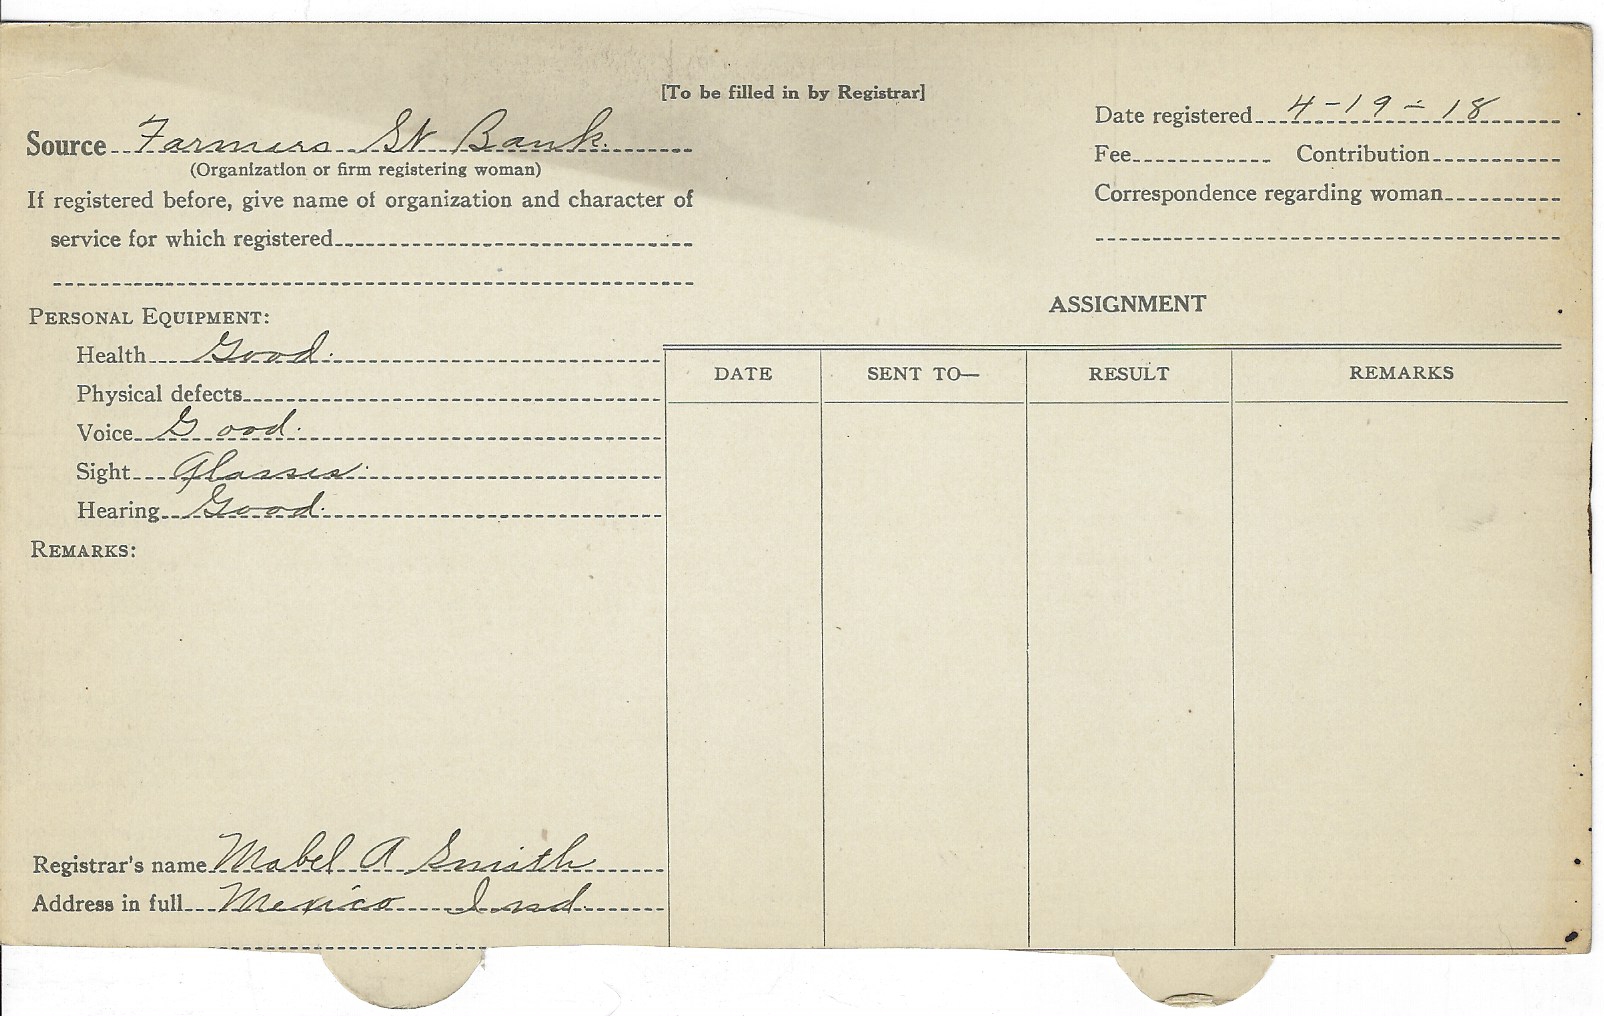 [To be filled in by Registrar]
Source Farmers St Bank.
(Organization or firm registering woman)
If registered before, give name of organization and character of
service for which registered
Date registered 4-19-18
Fee Contribution
Correspondence regarding woman
PERSONAL EQUIPMENT:
Health Good.
Physical defects
Voice Good.
Sight Glasses.
Hearing Good.
REMARKS:
Registrar's name Mabel A Smith
Address in full Mexico Ind.
ASSIGNMENT
DATE SENT TO— RESULT REMARKS